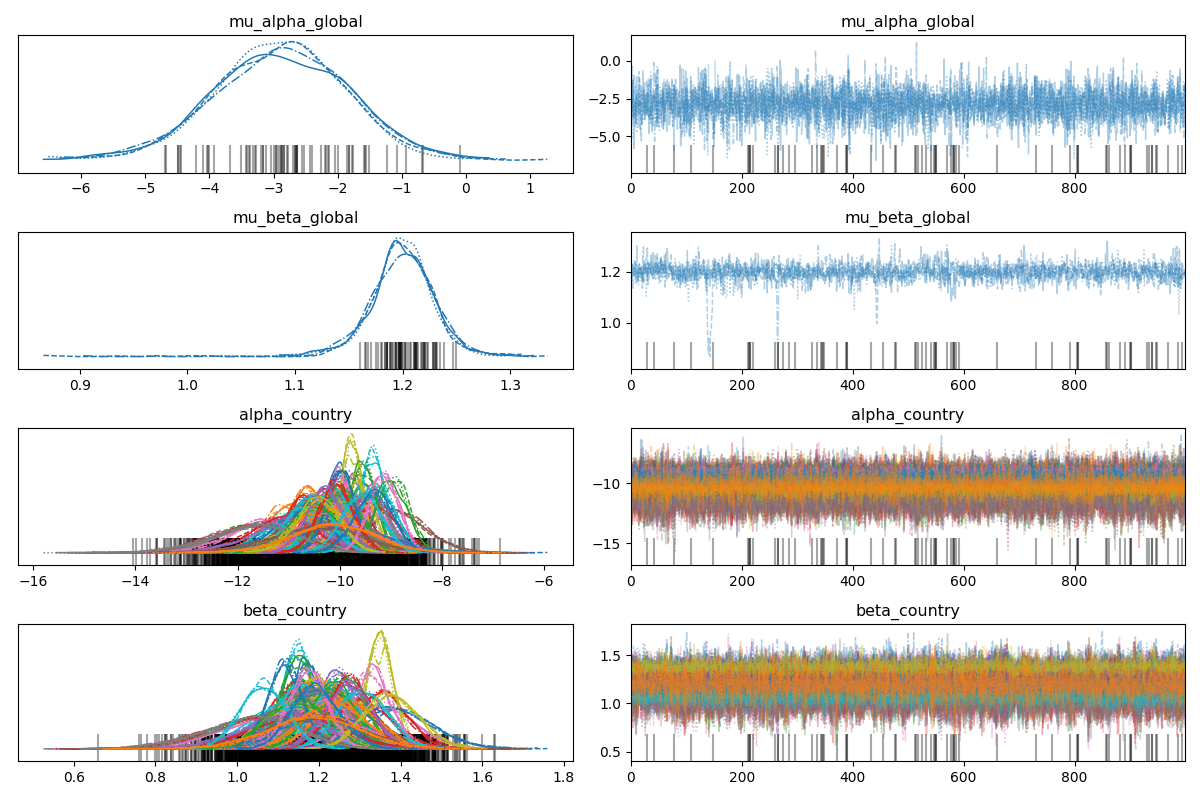 mu_alpha_global
−6 −5 −4 −3 −2 −1 0 1
mu_alpha_global
0.0
−2.5
−5.0
0 200 400 600 800
mu_beta_global
0.9 1.0 1.1 1.2 1.3
mu_beta_global
1.2
1.0
0 200 400 600 800
alpha_country
−16 −14 −12 −10 −8 −6
alpha_country
−10
−15
0 200 400 600 800
beta_country
0.6 0.8 1.0 1.2 1.4 1.6 1.8
beta_country
1.5
1.0
0.5
0 200 400 600 800